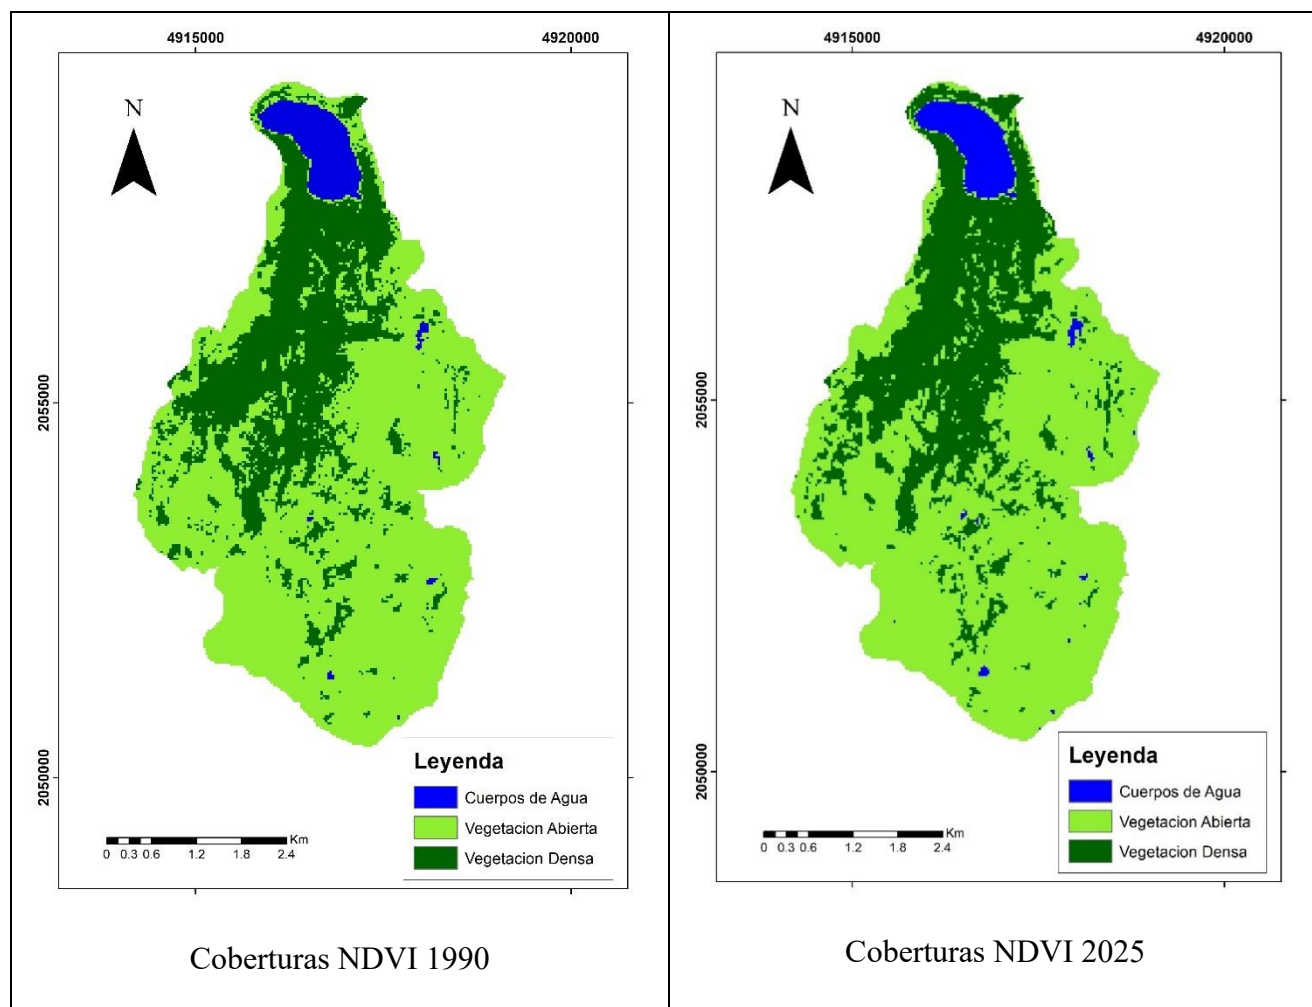 4915000 4920000
N
2055000
2050000
Leyenda
Cuerpos de Agua
Vegetacion Abierta
Vegetacion Densa
Km
0 0.3 0.6 1.2 1.8 2.4
Coberturas NDVI 1990
4915000 4920000
N
2055000
2050000
Leyenda
Cuerpos de Agua
Vegetacion Abierta
Vegetacion Densa
Km
0 0.3 0.6 1.2 1.8 2.4
Coberturas NDVI 2025